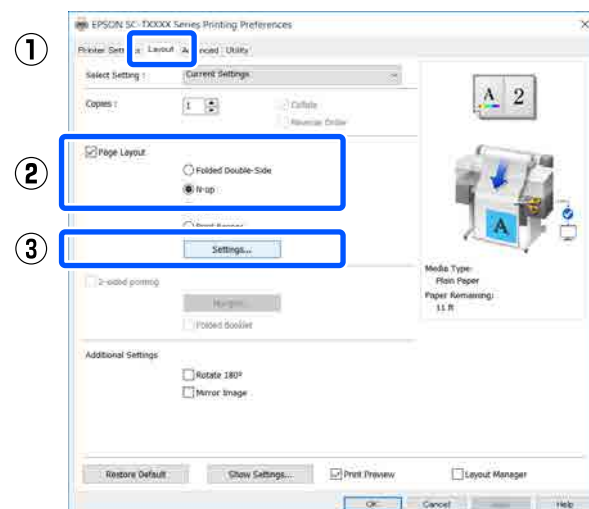 EPSON SC-TXXXX Series Printing Preferences
①
Layout
Utility
Select Setting :
Current Settings
Copies :
1
Collate
Reverse Order
②
Page Layout
Folded Double-Side
N-up
③
Settings...
2-sided printing
Folded Booklet
A
2
A
Media Type:
Plain Paper
Paper Remaining:
11 ft
Additional Settings
Rotate 180°
Mirror Image
Restore Default
Show Settings...
Print Preview
Layout Manager
OK
Cancel
Help